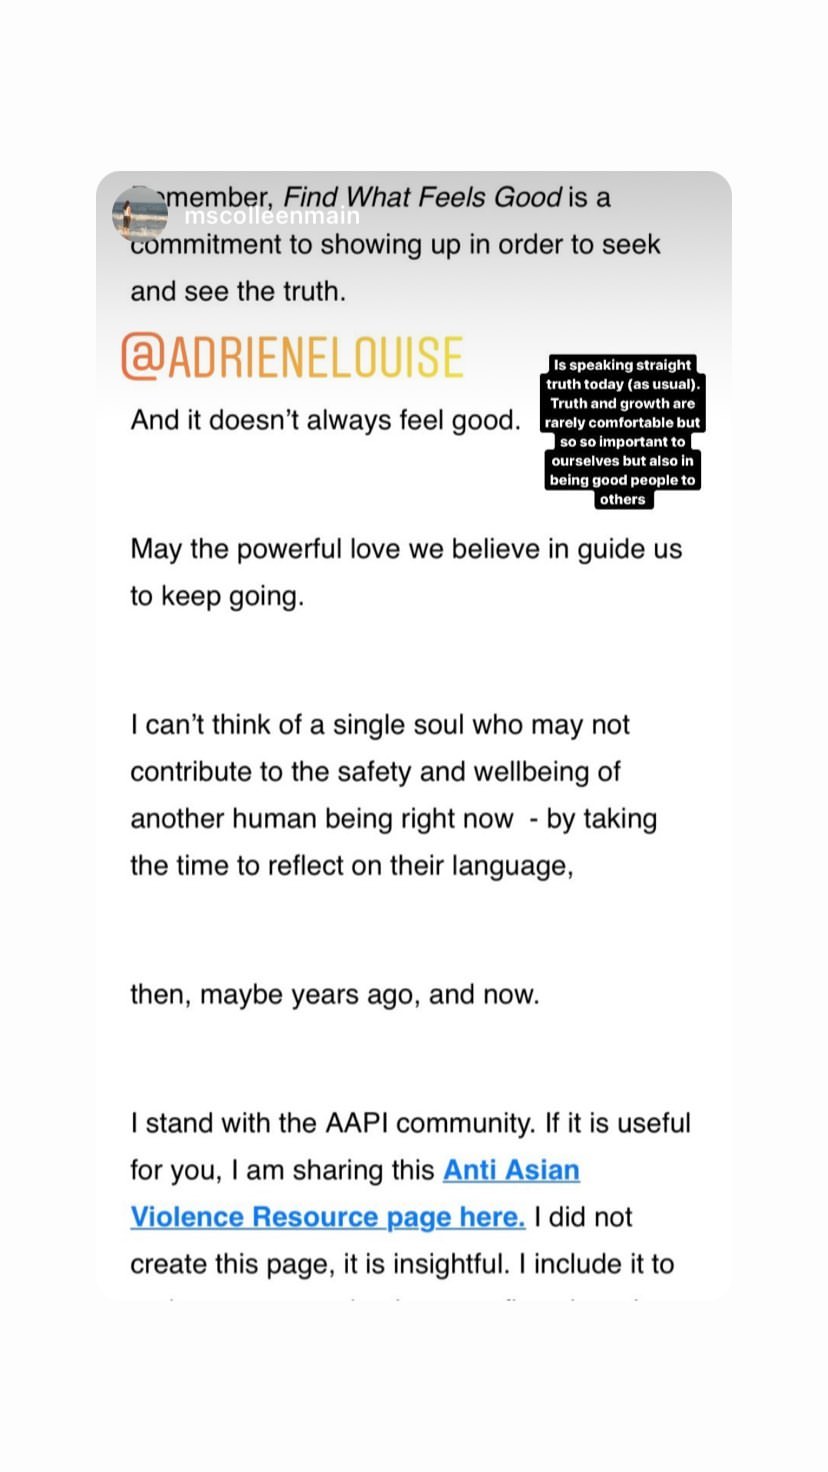 mscolleenmain
Remember, Find What Feels Good is a
commitment to showing up in order to seek
and see the truth.
@ADRIENELOUISE
Is speaking straight
truth today (as usual).
Truth and growth are
rarely comfortable but
so so important to
ourselves but also in
being good people to
others
And it doesn’t always feel good.
May the powerful love we believe in guide us
to keep going.
I can’t think of a single soul who may not
contribute to the safety and wellbeing of
another human being right now - by taking
the time to reflect on their language,
then, maybe years ago, and now.
I stand with the AAPI community. If it is useful
for you, I am sharing this Anti Asian
Violence Resource page here. I did not
create this page, it is insightful. I include it to